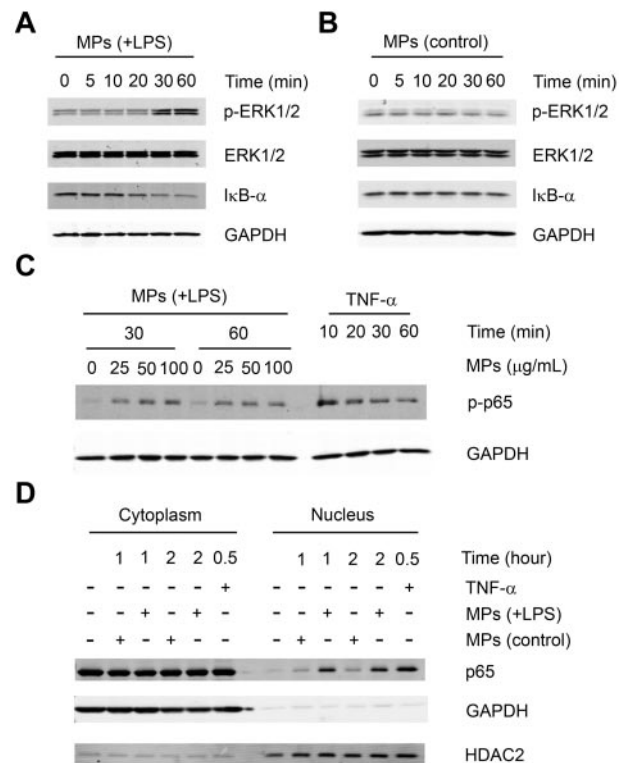 A
MPs (+LPS)
0 5 10 20 30 60 Time (min)
p-ERK1/2
ERK1/2
IκB-α
GAPDH
B
MPs (control)
0 5 10 20 30 60 Time (min)
p-ERK1/2
ERK1/2
IκB-α
GAPDH
C
MPs (+LPS) TNF-α
30 60 10 20 30 60 Time (min)
0 25 50 100 0 25 50 100 MPs (μg/mL)
p-p65
GAPDH
D
Cytoplasm Nucleus
1 1 2 2 0.5 1 1 2 2 0.5 Time (hour)
- - - - - + - - - - - + TNF-α
- - + - + - - - + - + - MPs (+LPS)
- + - + - - - + - + - - MPs (control)
p65
GAPDH
HDAC2